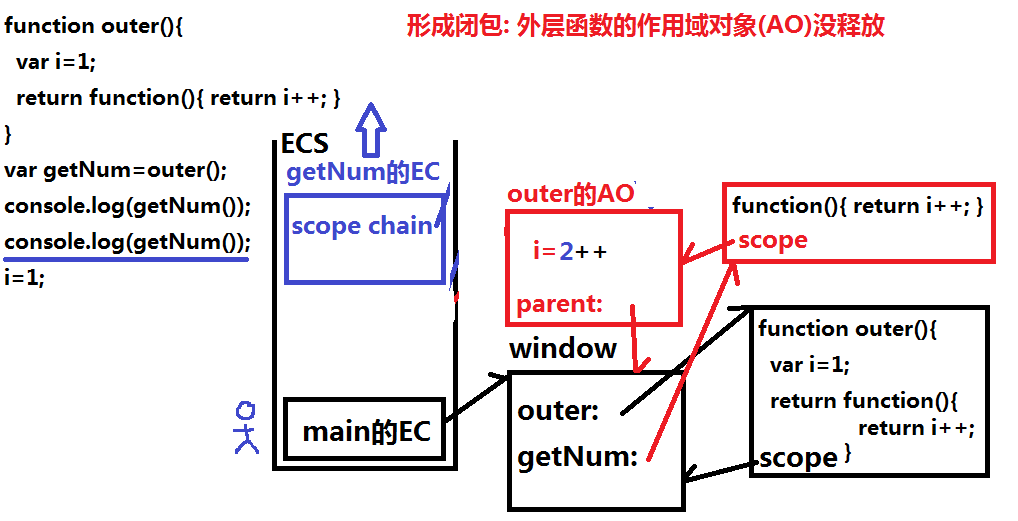 function outer(){
var i=1;
return function(){ return i++; }
}
var getNum=outer();
console.log(getNum());
console.log(getNum());
i=1;
形成闭包: 外层函数的作用域对象(AO)没释放
ECS
getNum的EC
scope chain
main的EC
outer的AO
i=2++
parent:
window
outer:
getNum:
function(){ return i++; }
scope
function outer(){
var i=1;
return function(){
return i++;
}
scope